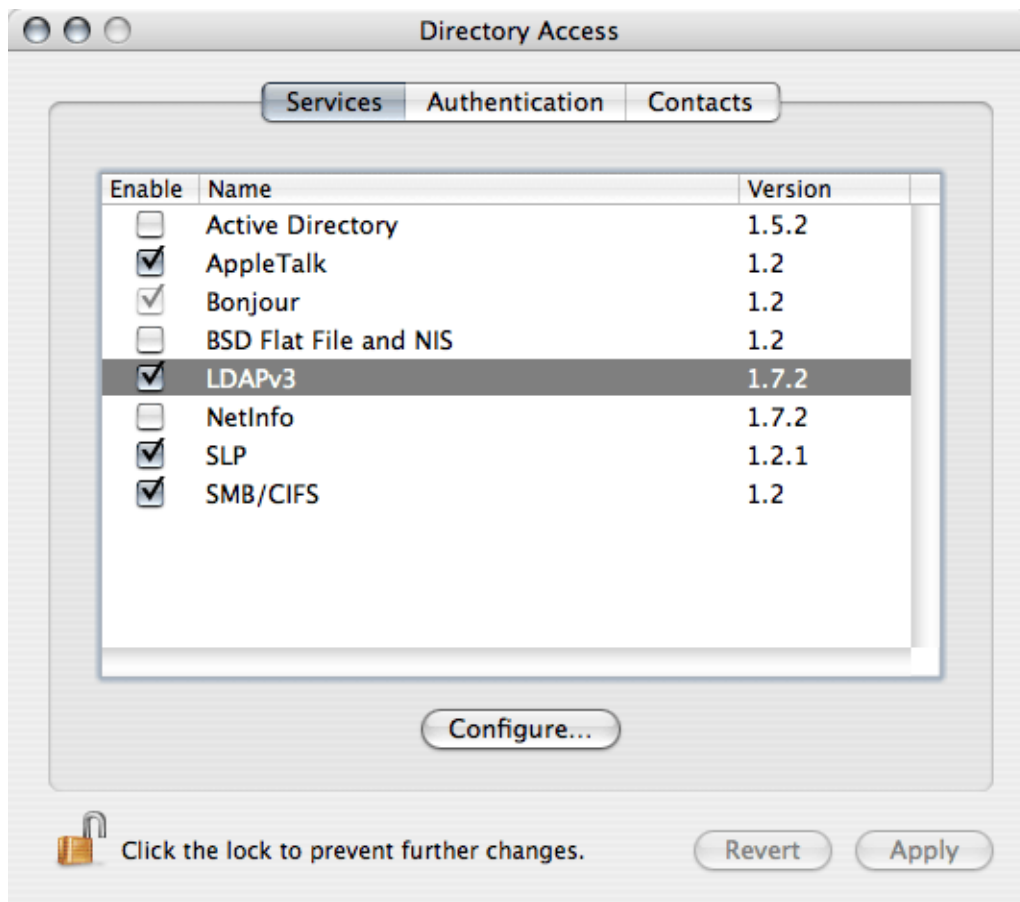 Directory Access
Services Authentication Contacts
Enable Name Version
Active Directory 1.5.2
AppleTalk 1.2
Bonjour 1.2
BSD Flat File and NIS 1.2
LDAPv3 1.7.2
NetInfo 1.7.2
SLP 1.2.1
SMB/CIFS 1.2
Configure...
Click the lock to prevent further changes. Revert Apply